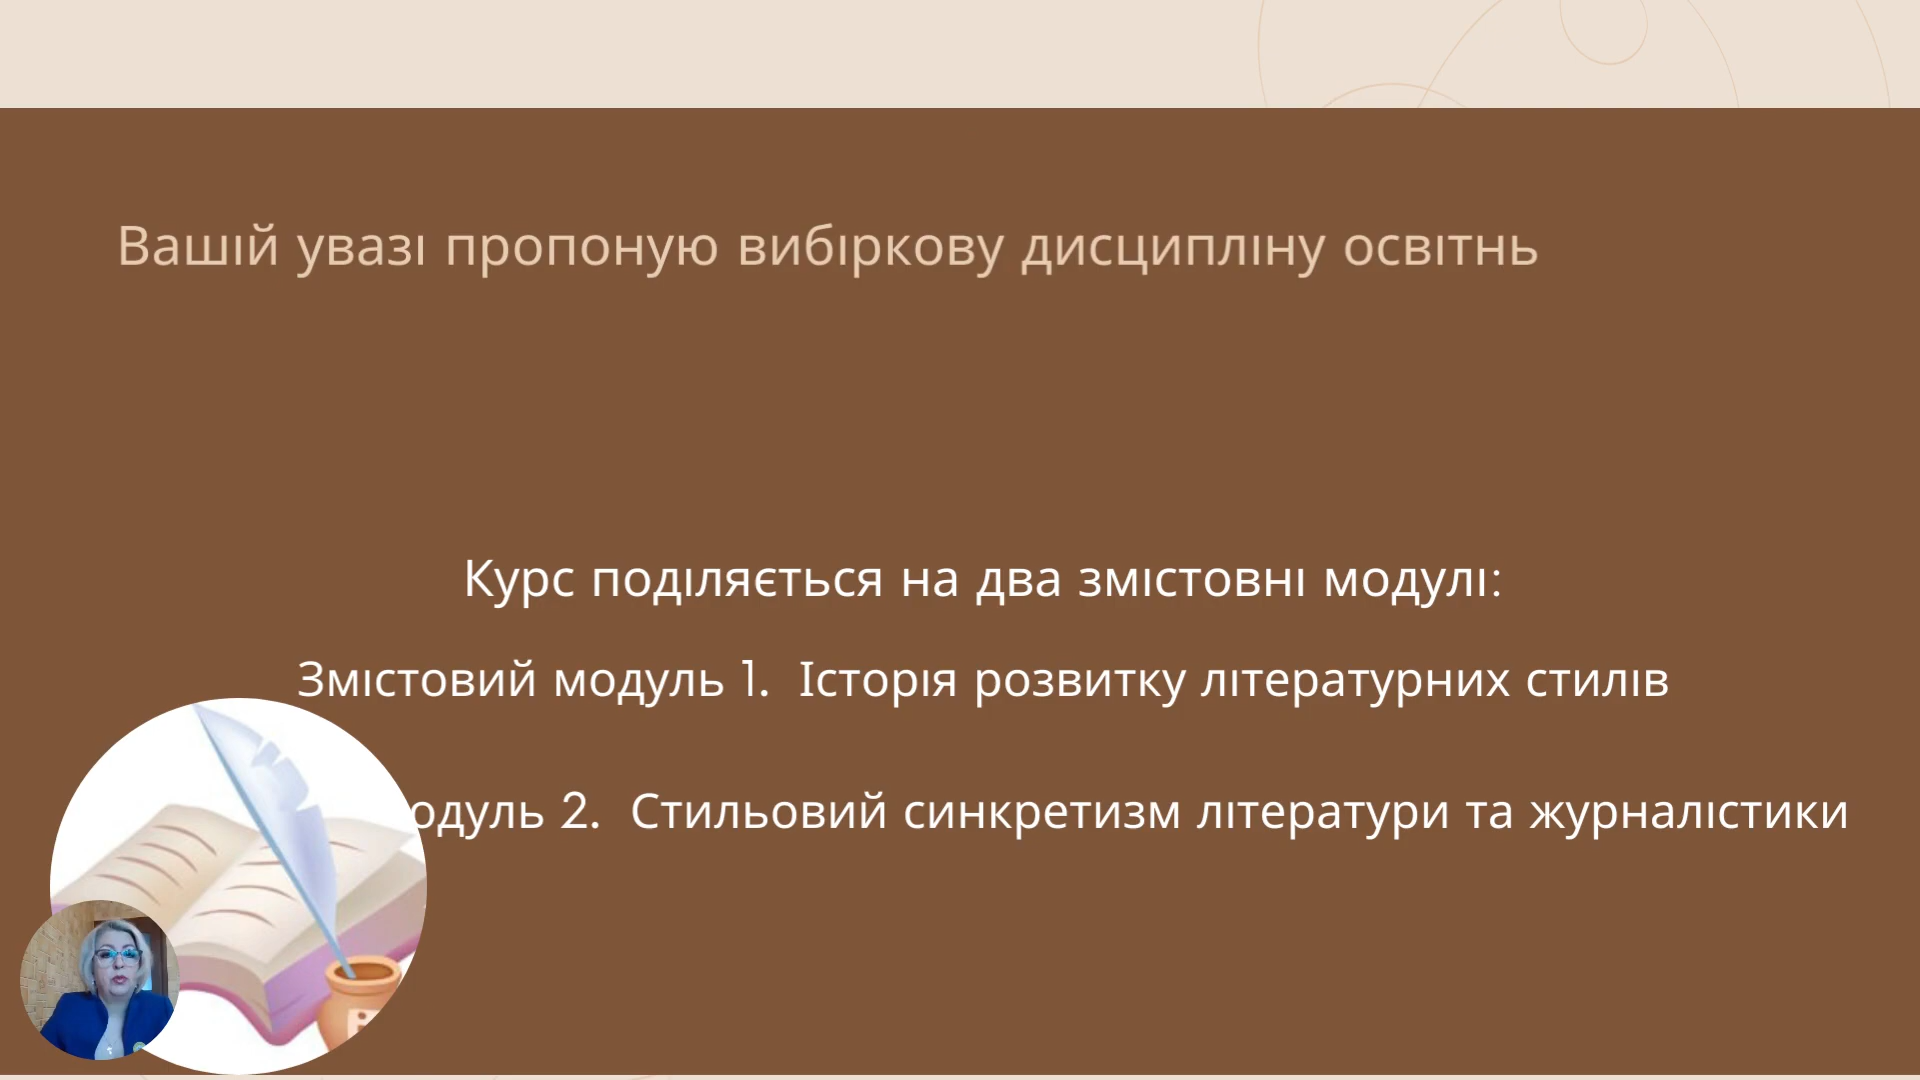 Вашій увазі пропоную вибіркову дисципліну освітнь
Курс поділяється на два змістовні модулі:
Змістовий модуль 1. Історія розвитку літературних стилів
одуль 2. Стильовий синкретизм літератури та журналістики